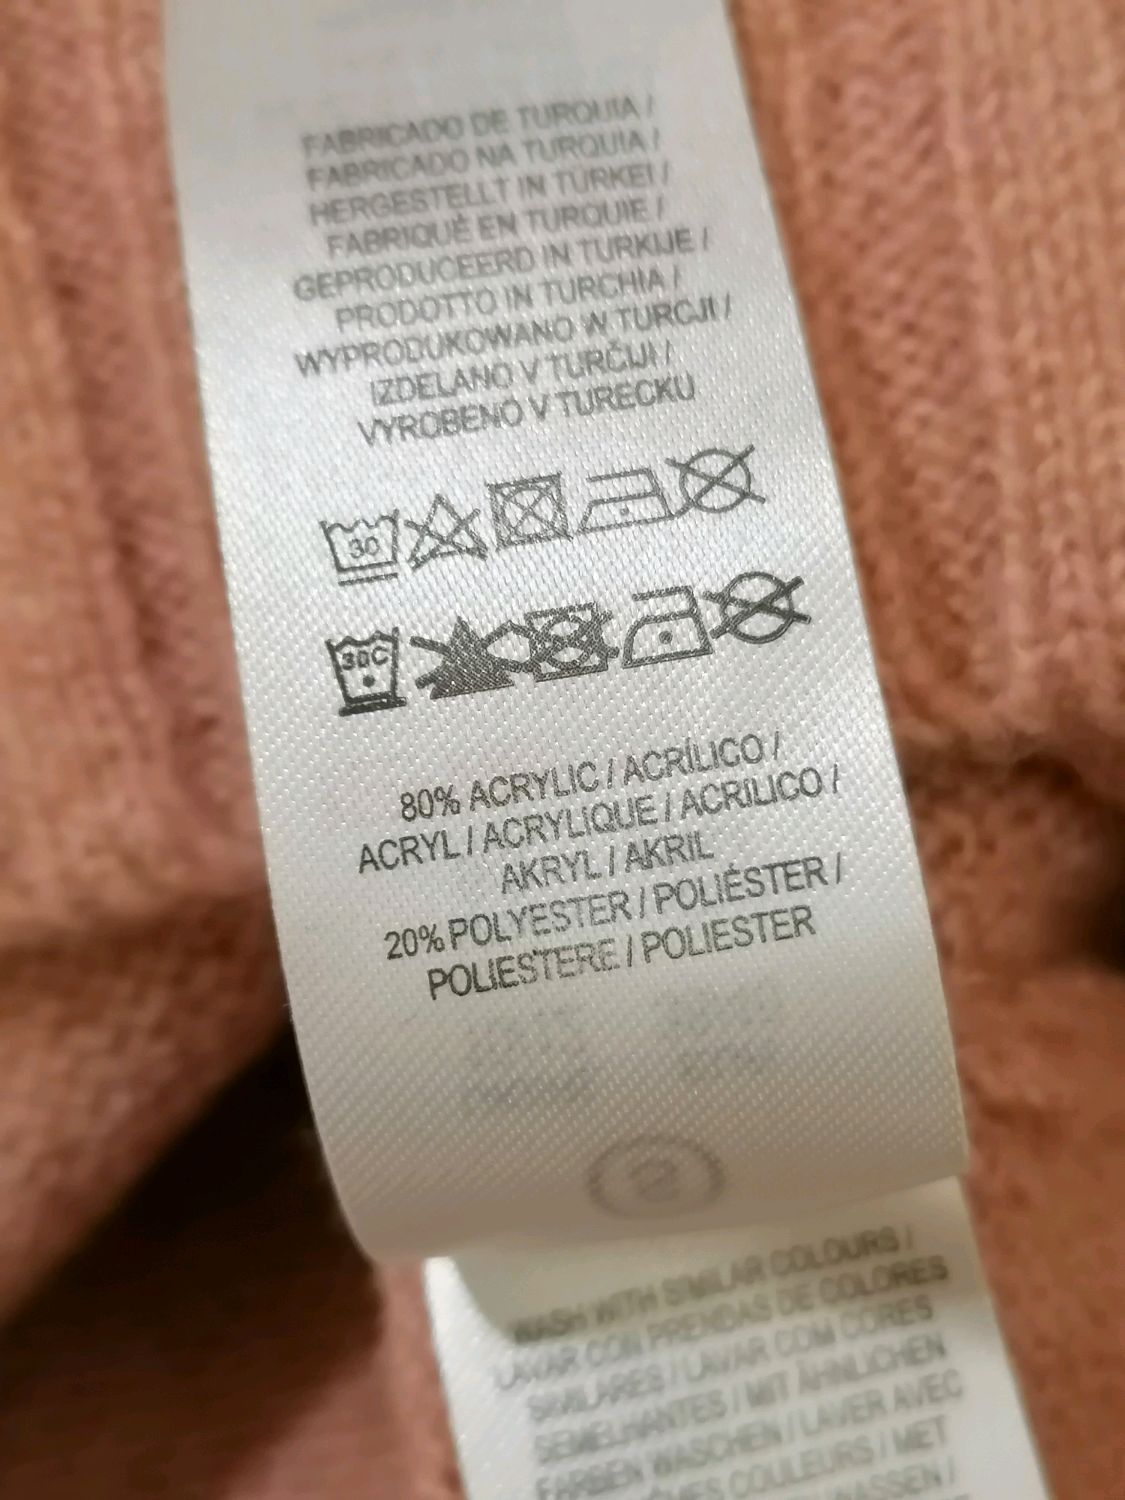 FABRICADO DE TURQUIA /
FABRICADO NA TURQUIA /
HERGESTELLT IN TÜRKEI /
FABRIQUÉ EN TURQUIE /
GEPRODUCEERD IN TURKIJE /
PRODOTTO IN TURCHIA /
WYPRODUKOWANO W TURCJI /
IZDELANO V TURČIJI /
VYROBENO V TURECKU
30
30C
80% ACRYLIC / ACRÍLICO /
ACRYL / ACRYLIQUE / ACRILICO /
AKRYL / AKRIL
20% POLYESTER / POLIÉSTER /
POLIESTERE / POLIESTER
WASH WITH SIMILAR COLOURS /
LAVAR CON PRENDAS DE COLORES
SIMILARES / LAVAR COM CORES
SEMELHANTES / MIT ÄHNLICHEN
FARBEN WASCHEN / LAVER AVEC
COULEURS / MET
WASSEN /